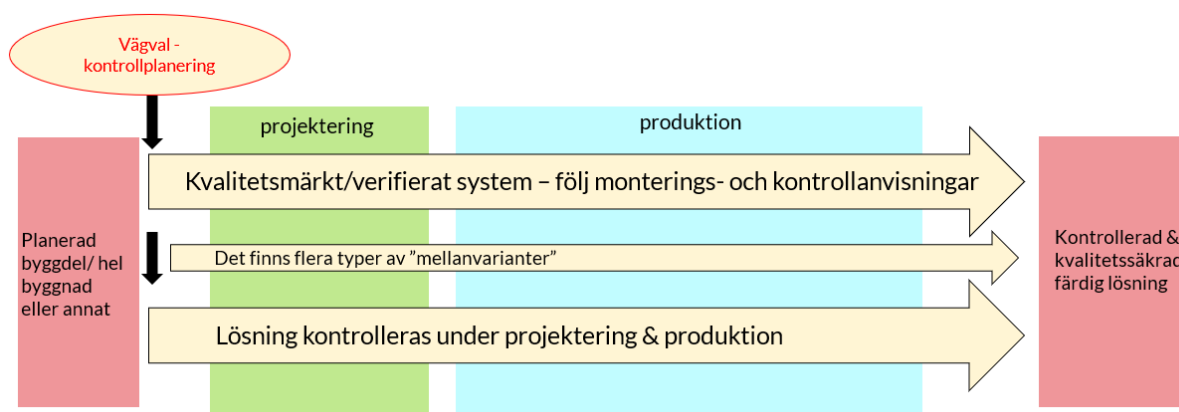 Vägval -
kontrollplanering
projektering
produktion
Kvalitetsmärkt/verifierat system – följ monterings- och kontrollanvisningar
Planerad
byggdel/ hel
byggnad
eller annat
Det finns flera typer av ”mellanvarianter”
Lösning kontrolleras under projektering & produktion
Kontrollerad &
kvalitetssäkrad
färdig lösning